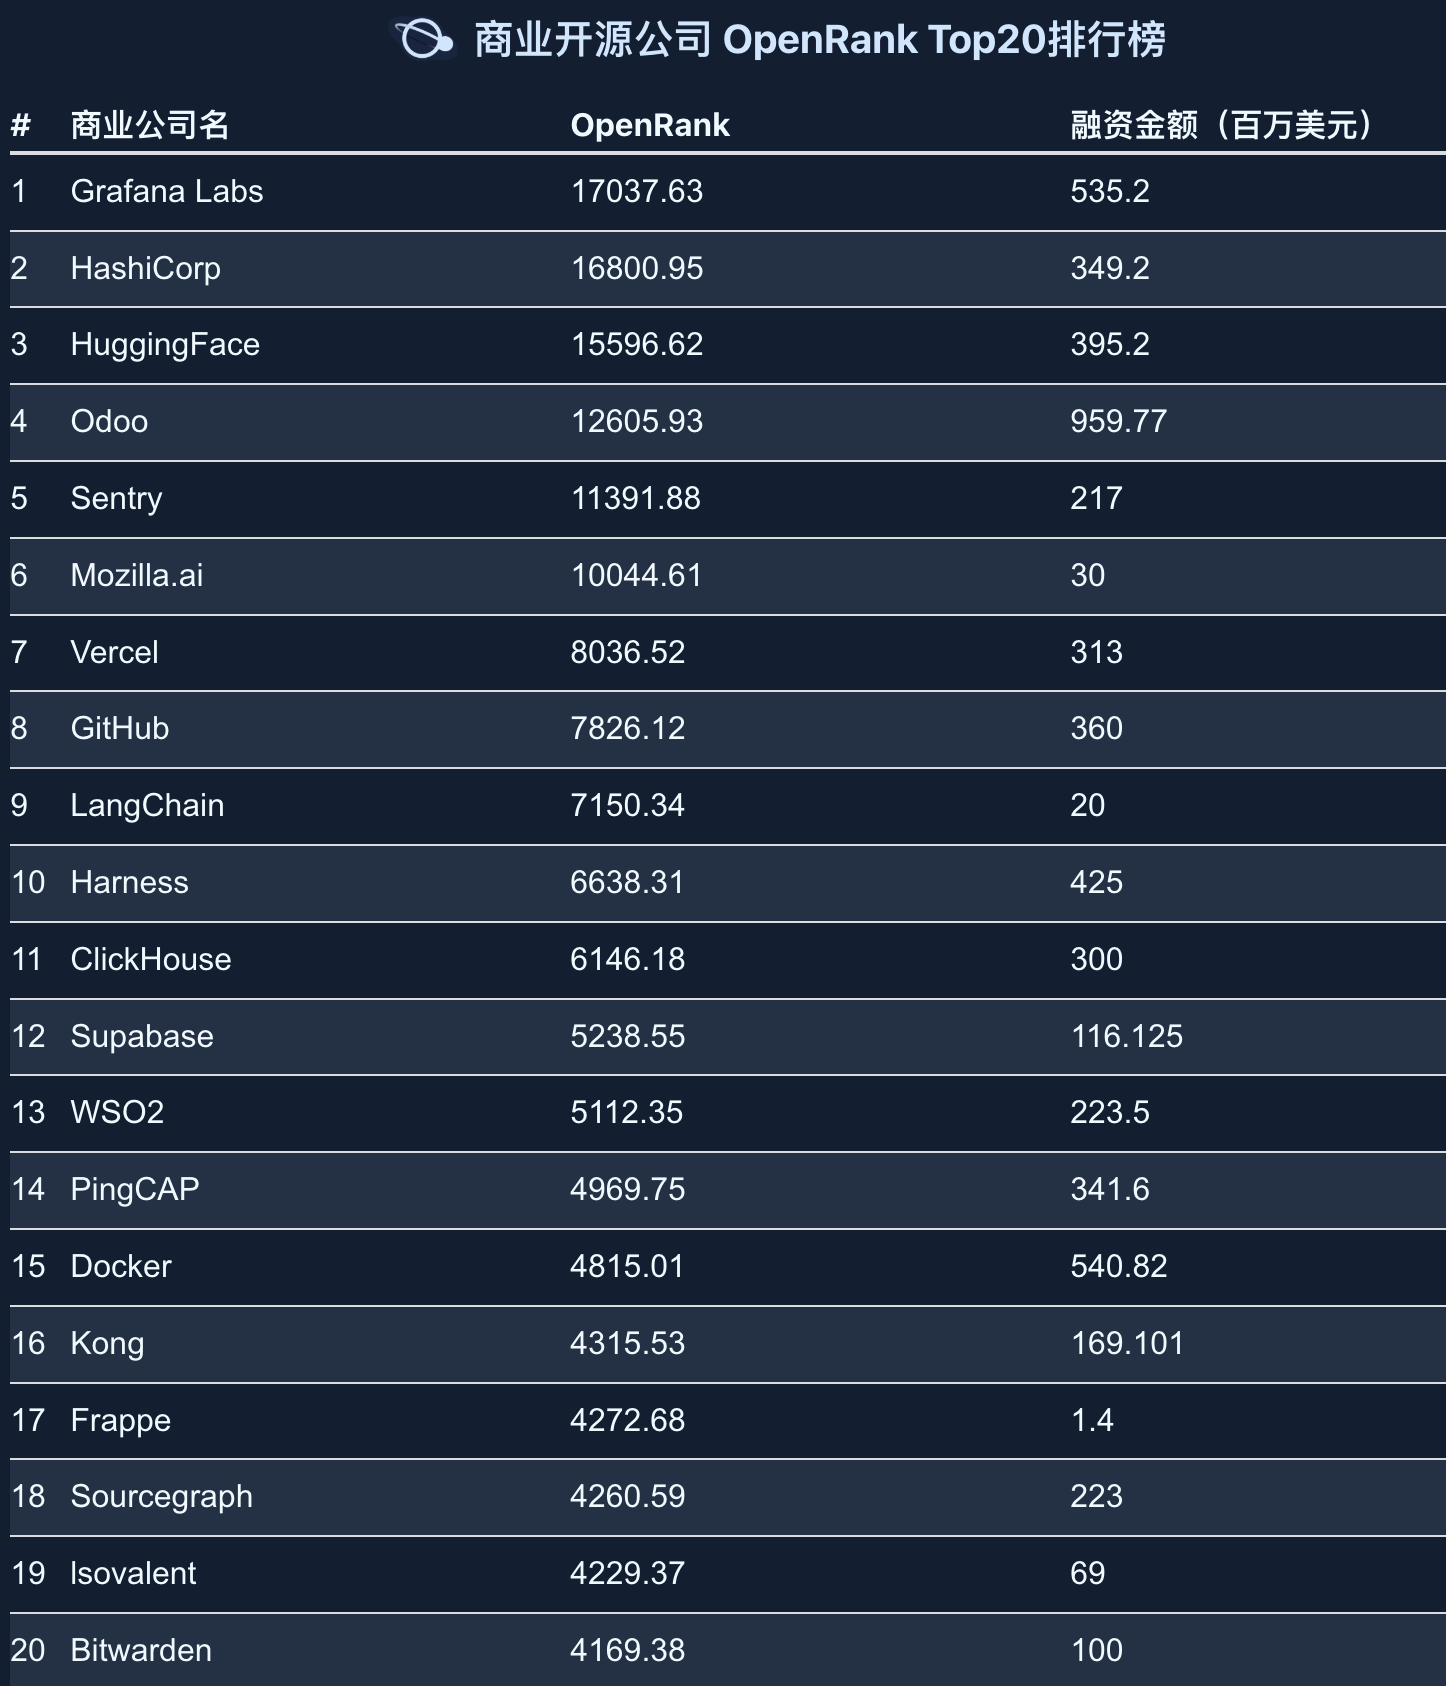 商业开源公司 OpenRank Top20排行榜
# 商业公司名 OpenRank 融资金额（百万美元）
1 Grafana Labs 17037.63 535.2
2 HashiCorp 16800.95 349.2
3 HuggingFace 15596.62 395.2
4 Odoo 12605.93 959.77
5 Sentry 11391.88 217
6 Mozilla.ai 10044.61 30
7 Vercel 8036.52 313
8 GitHub 7826.12 360
9 LangChain 7150.34 20
10 Harness 6638.31 425
11 ClickHouse 6146.18 300
12 Supabase 5238.55 116.125
13 WSO2 5112.35 223.5
14 PingCAP 4969.75 341.6
15 Docker 4815.01 540.82
16 Kong 4315.53 169.101
17 Frappe 4272.68 1.4
18 Sourcegraph 4260.59 223
19 Isovalent 4229.37 69
20 Bitwarden 4169.38 100